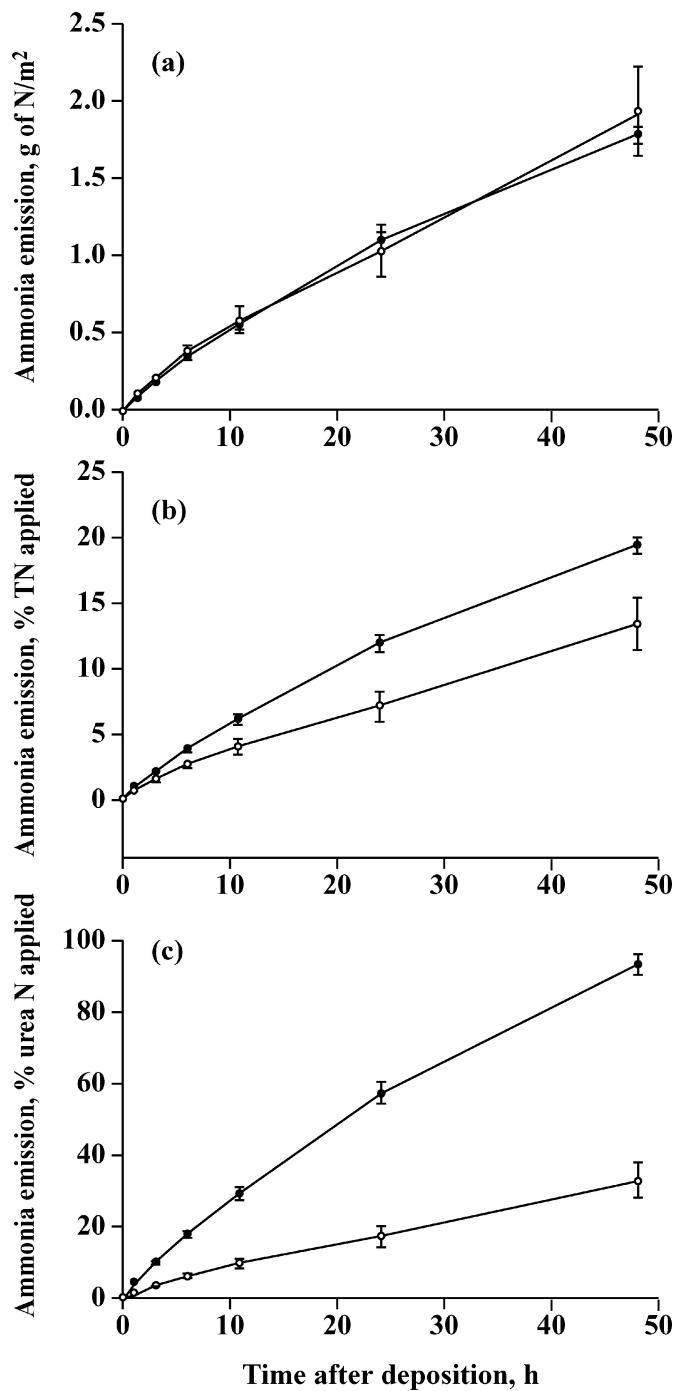 Ammonia emission, g of N/m²
(a)
2.5
2.0
1.5
1.0
0.5
0.0
0 10 20 30 40 50
Ammonia emission, % TN applied
(b)
25
20
15
10
5
0
0 10 20 30 40 50
Ammonia emission, % urea N applied
(c)
100
80
60
40
20
0
0 10 20 30 40 50
Time after deposition, h